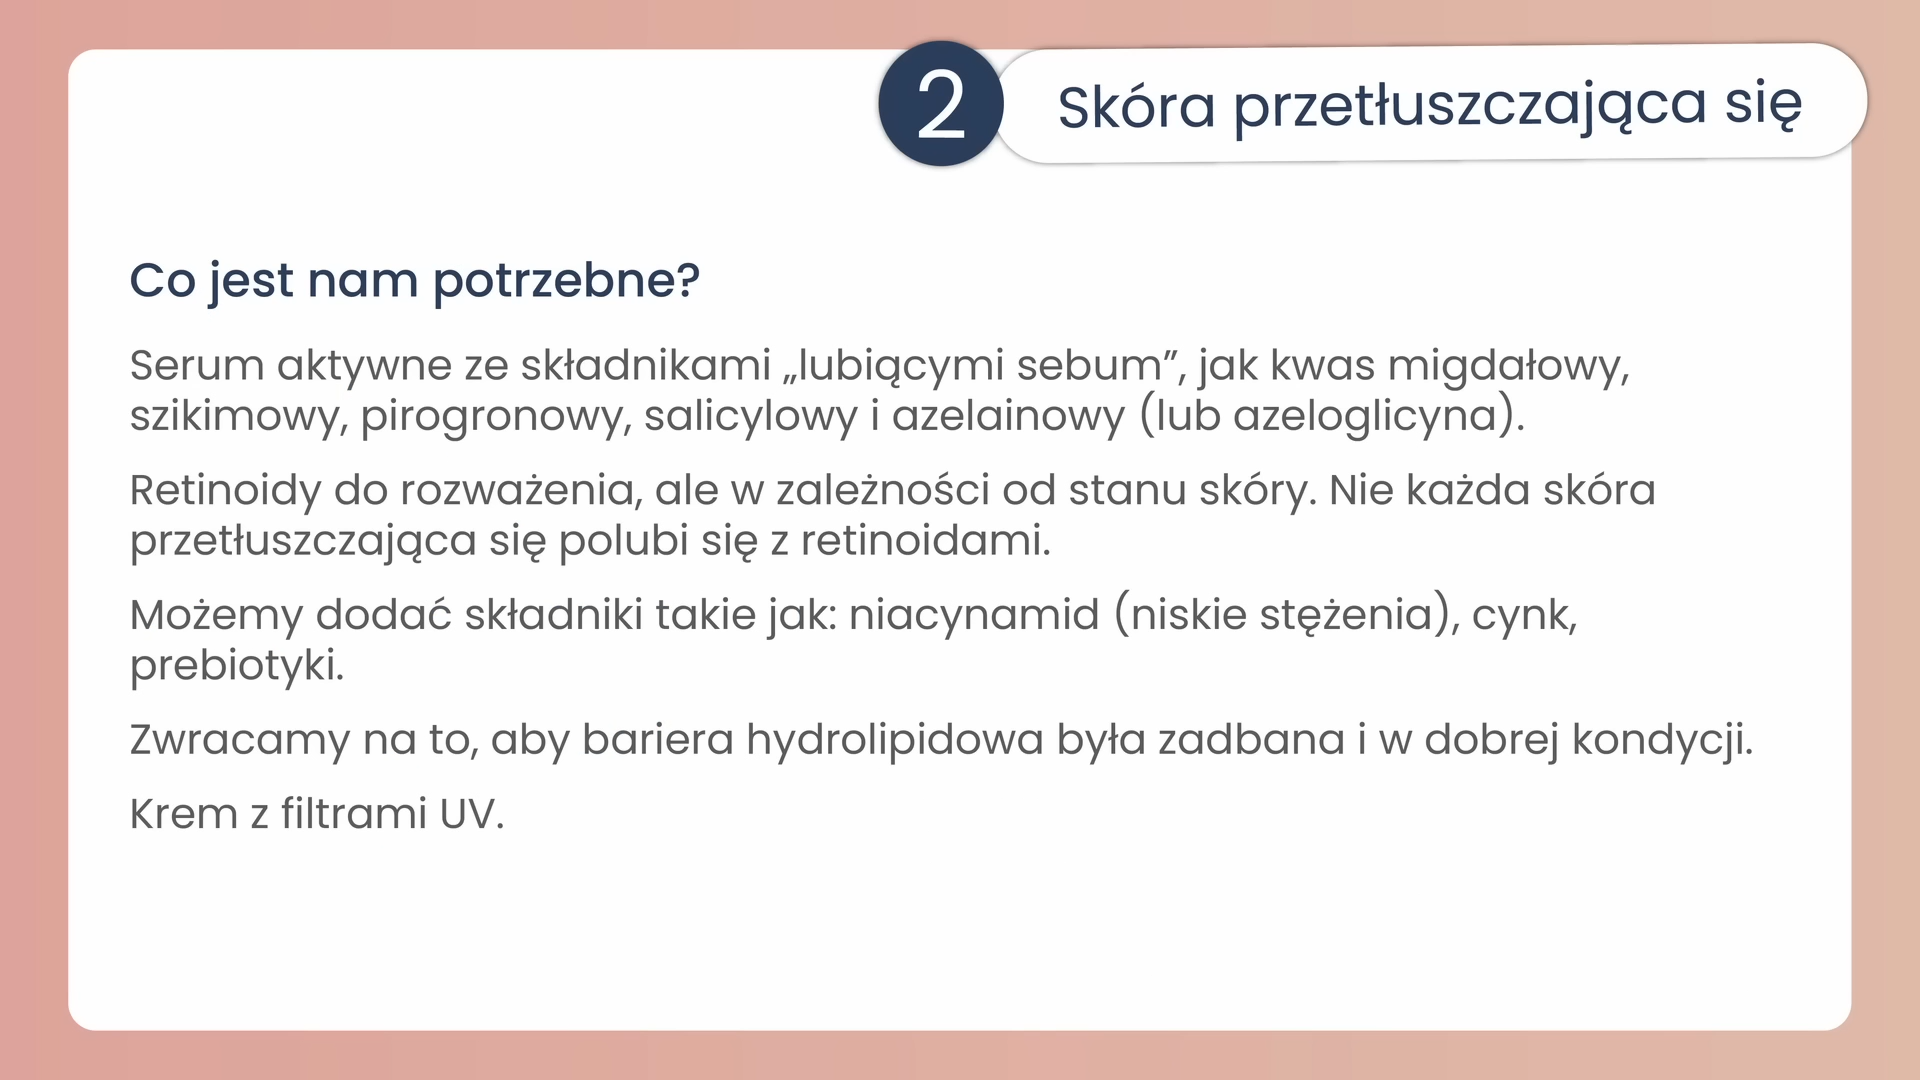 2
Skóra przetłuszczająca się
Co jest nam potrzebne?
Serum aktywne ze składnikami „lubiącymi sebum”, jak kwas migdałowy,
szikimowy, pirogronowy, salicylowy i azelainowy (lub azeloglicyna).
Retinoidy do rozważenia, ale w zależności od stanu skóry. Nie każda skóra
przetłuszczająca się polubi się z retinoidami.
Możemy dodać składniki takie jak: niacynamid (niskie stężenia), cynk,
prebiotyki.
Zwracamy na to, aby bariera hydrolipidowa była zadbana i w dobrej kondycji.
Krem z filtrami UV.